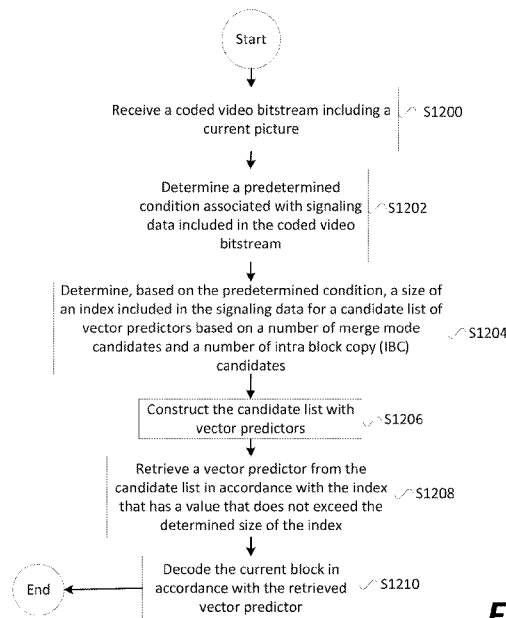 Start
Receive a coded video bitstream including a
current picture
S1200
Determine a predetermined
condition associated with signaling
data included in the coded video
bitstream
S1202
Determine, based on the predetermined condition, a size of
an index included in the signaling data for a candidate list of
vector predictors based on a number of merge mode
candidates and a number of intra block copy (IBC)
candidates
S1204
Construct the candidate list with
vector predictors
S1206
Retrieve a vector predictor from the
candidate list in accordance with the index
that has a value that does not exceed the
determined size of the index
S1208
Decode the current block in
accordance with the retrieved
vector predictor
S1210
End